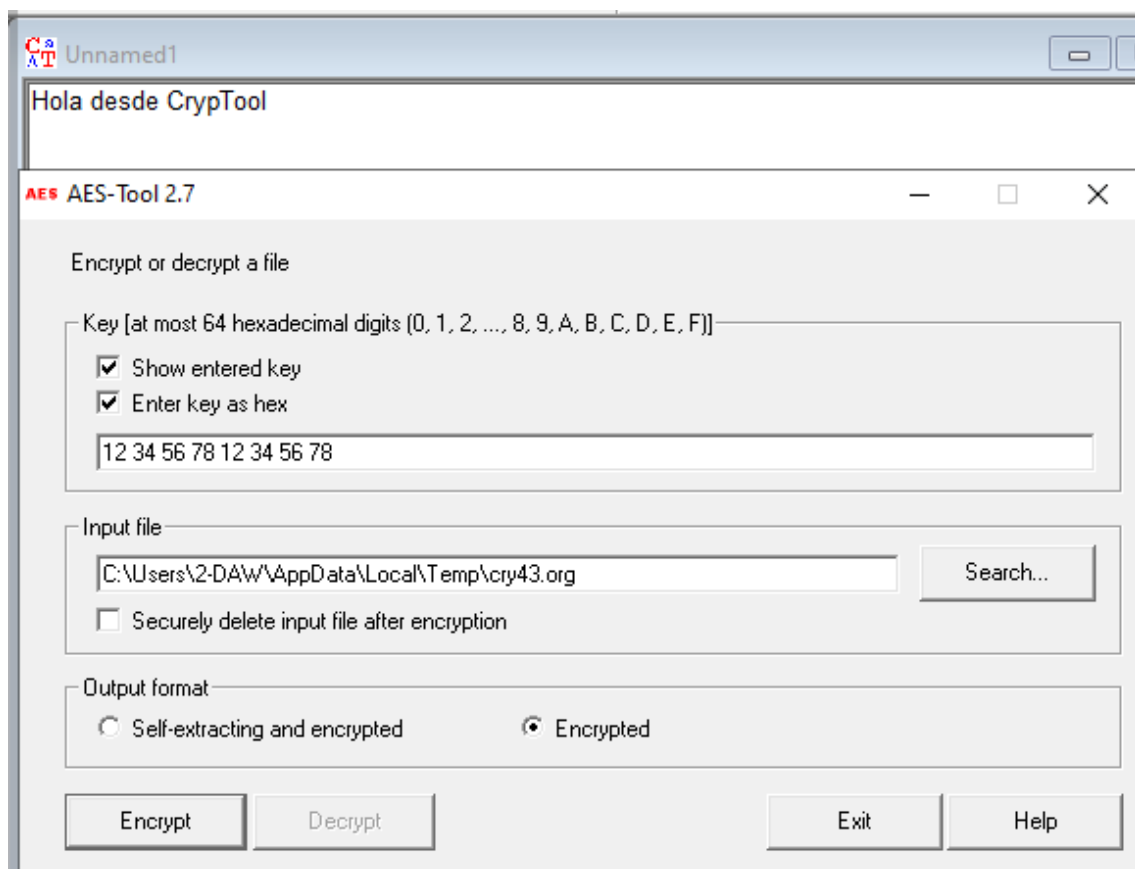 Unnamed1
Hola desde CrypTool
AES AES-Tool 2.7
Encrypt or decrypt a file
Key [at most 64 hexadecimal digits (0, 1, 2, ..., 8, 9, A, B, C, D, E, F)]
Show entered key
Enter key as hex
12 34 56 78 12 34 56 78
Input file
C:\Users\2-DAW\AppData\Local\Temp\cry43.org
Search...
Securely delete input file after encryption
Output format
Self-extracting and encrypted Encrypted
Encrypt Decrypt Exit Help